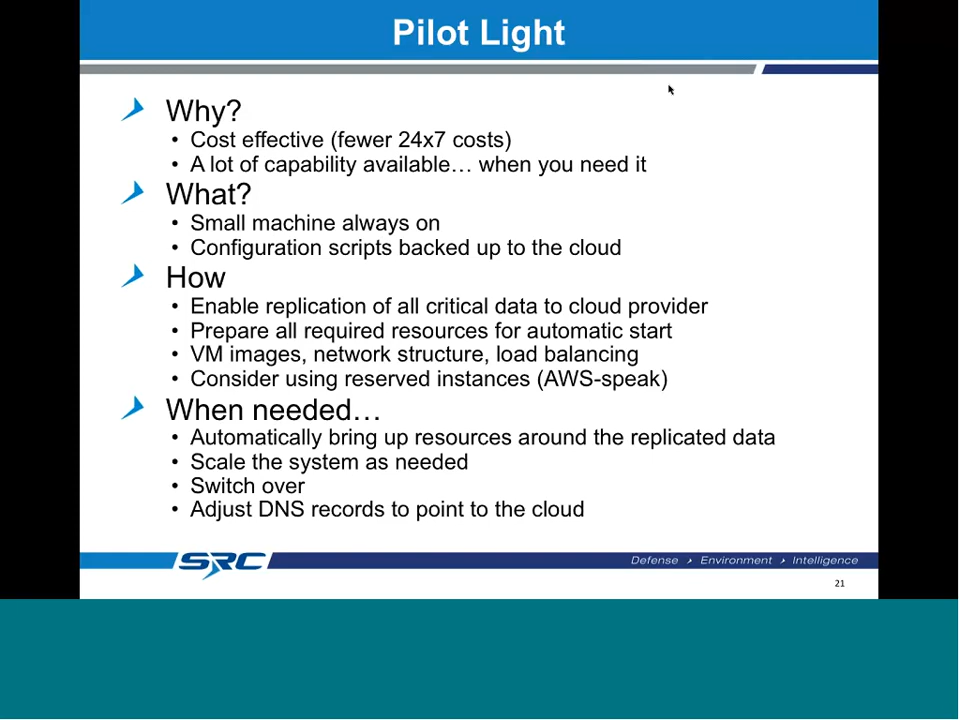 Pilot Light
Why?
• Cost effective (fewer 24x7 costs)
• A lot of capability available… when you need it
What?
• Small machine always on
• Configuration scripts backed up to the cloud
How
• Enable replication of all critical data to cloud provider
• Prepare all required resources for automatic start
• VM images, network structure, load balancing
• Consider using reserved instances (AWS-speak)
When needed…
• Automatically bring up resources around the replicated data
• Scale the system as needed
• Switch over
• Adjust DNS records to point to the cloud
SRC
Defense Environment Intelligence
21